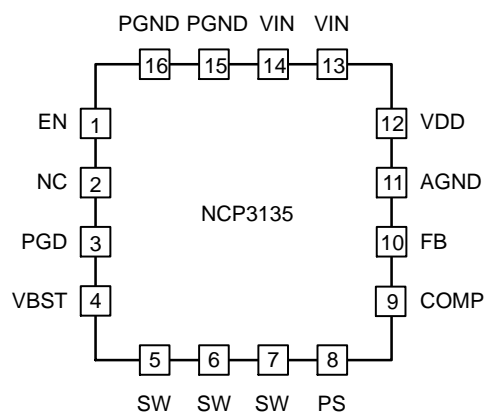 PGND PGND VIN VIN
16 15 14 13
EN 1 12 VDD
NC 2 11 AGND
NCP3135
PGD 3 10 FB
VBST 4 9 COMP
5 6 7 8
SW SW SW PS